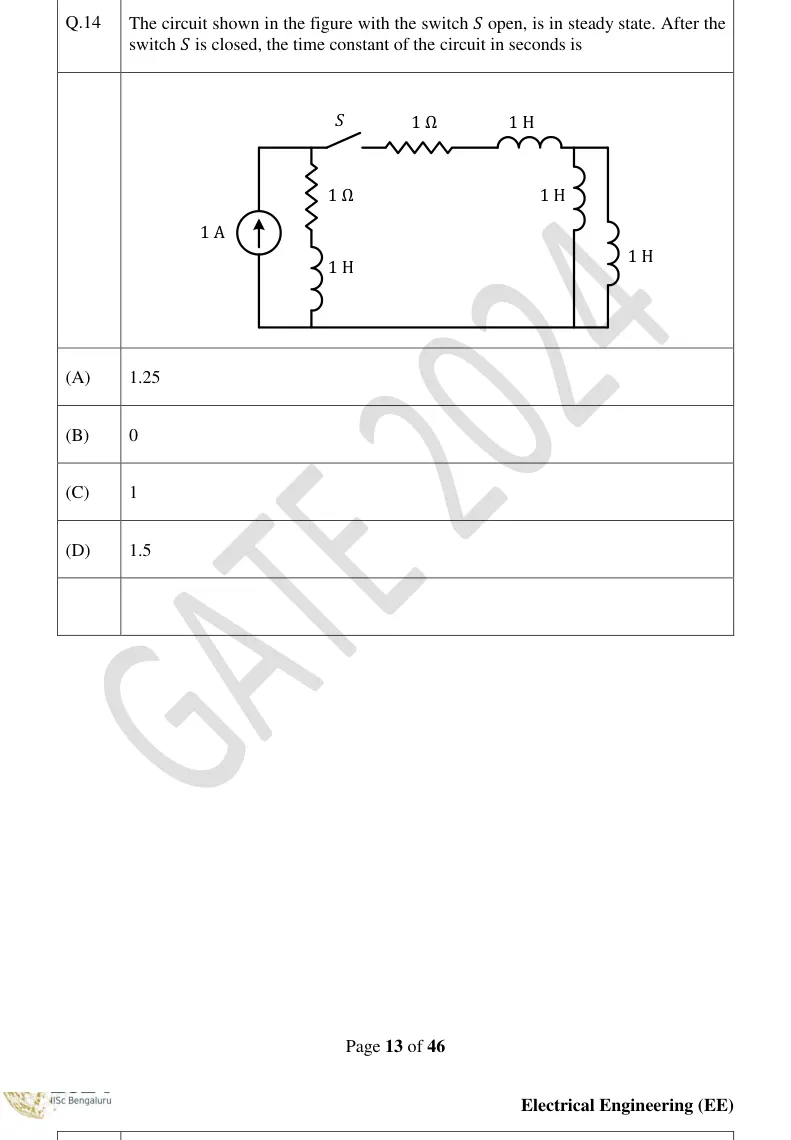 Q.14
The circuit shown in the figure with the switch S open, is in steady state. After the
switch S is closed, the time constant of the circuit in seconds is
S
1 Ω
1 H
1 Ω
1 H
1 A
1 H
1 H
(A) 1.25
(B) 0
(C) 1
(D) 1.5
GATE 2024
Page 13 of 46
IISc Bengaluru
Electrical Engineering (EE)